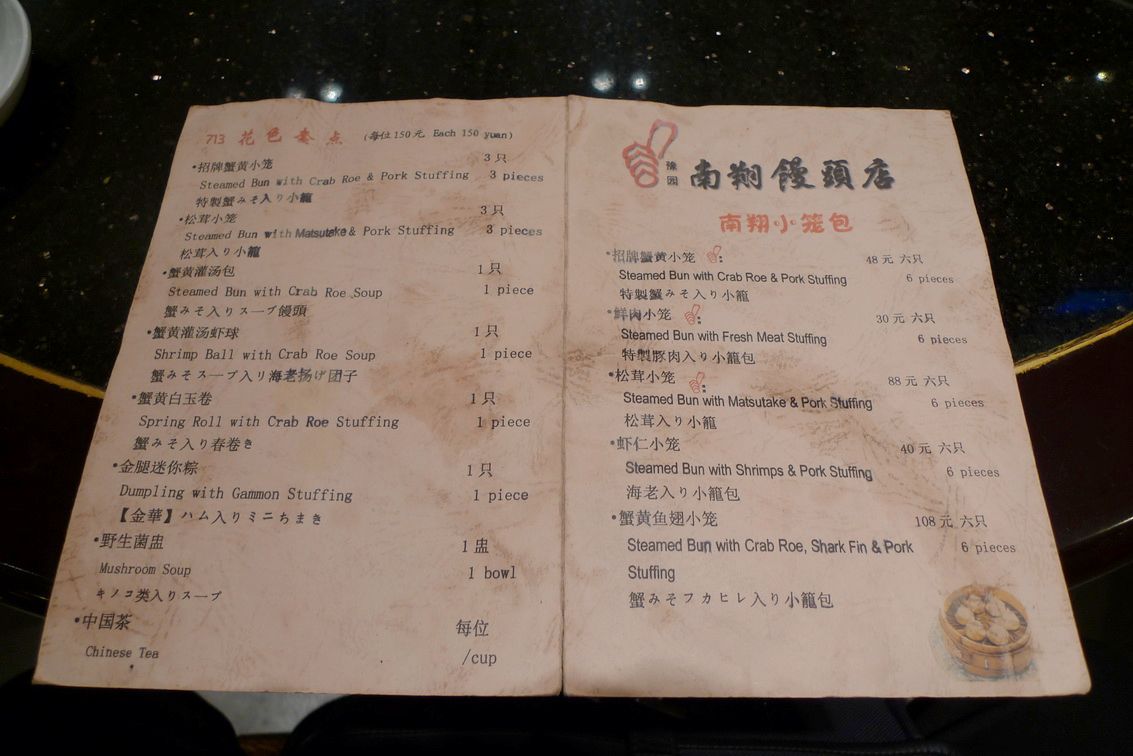 713 花色套点 (每位150元 Each 150 yuan)
•招牌蟹黄小笼 3只
Steamed Bun with Crab Roe & Pork Stuffing 3 pieces
特製蟹みそ入り小籠
•松茸小笼 3只
Steamed Bun with Matsutake & Pork Stuffing 3 pieces
松茸入り小籠
•蟹黄灌汤包 1只
Steamed Bun with Crab Roe Soup 1 piece
蟹みそ入りスープ饅頭
•蟹黄灌汤虾球 1只
Shrimp Ball with Crab Roe Soup 1 piece
蟹みそスープ入り海老揚げ団子
•蟹黄白玉卷 1只
Spring Roll with Crab Roe Stuffing 1 piece
蟹みそ入り春巻き
•金腿迷你粽 1只
Dumpling with Gammon Stuffing 1 piece
【金華】ハム入りミニちまき
•野生菌盅 1盅
Mushroom Soup 1 bowl
キノコ类入りスープ
•中国茶 每位
Chinese Tea /cup
豫园 南翔饅頭店
南翔小笼包
•招牌蟹黄小笼 48元 六只
Steamed Bun with Crab Roe & Pork Stuffing 6 pieces
特製蟹みそ入り小籠
•鮮肉小笼 30元 六只
Steamed Bun with Fresh Meat Stuffing 6 pieces
特製豚肉入り小籠包
•松茸小笼 88元 六只
Steamed Bun with Matsutake & Pork Stuffing 6 pieces
松茸入り小籠
•虾仁小笼 40元 六只
Steamed Bun with Shrimps & Pork Stuffing 6 pieces
海老入り小籠包
•蟹黄鱼翅小笼 108元 六只
Steamed Bun with Crab Roe, Shark Fin & Pork 6 pieces
Stuffing
蟹みそフカヒレ入り小籠包